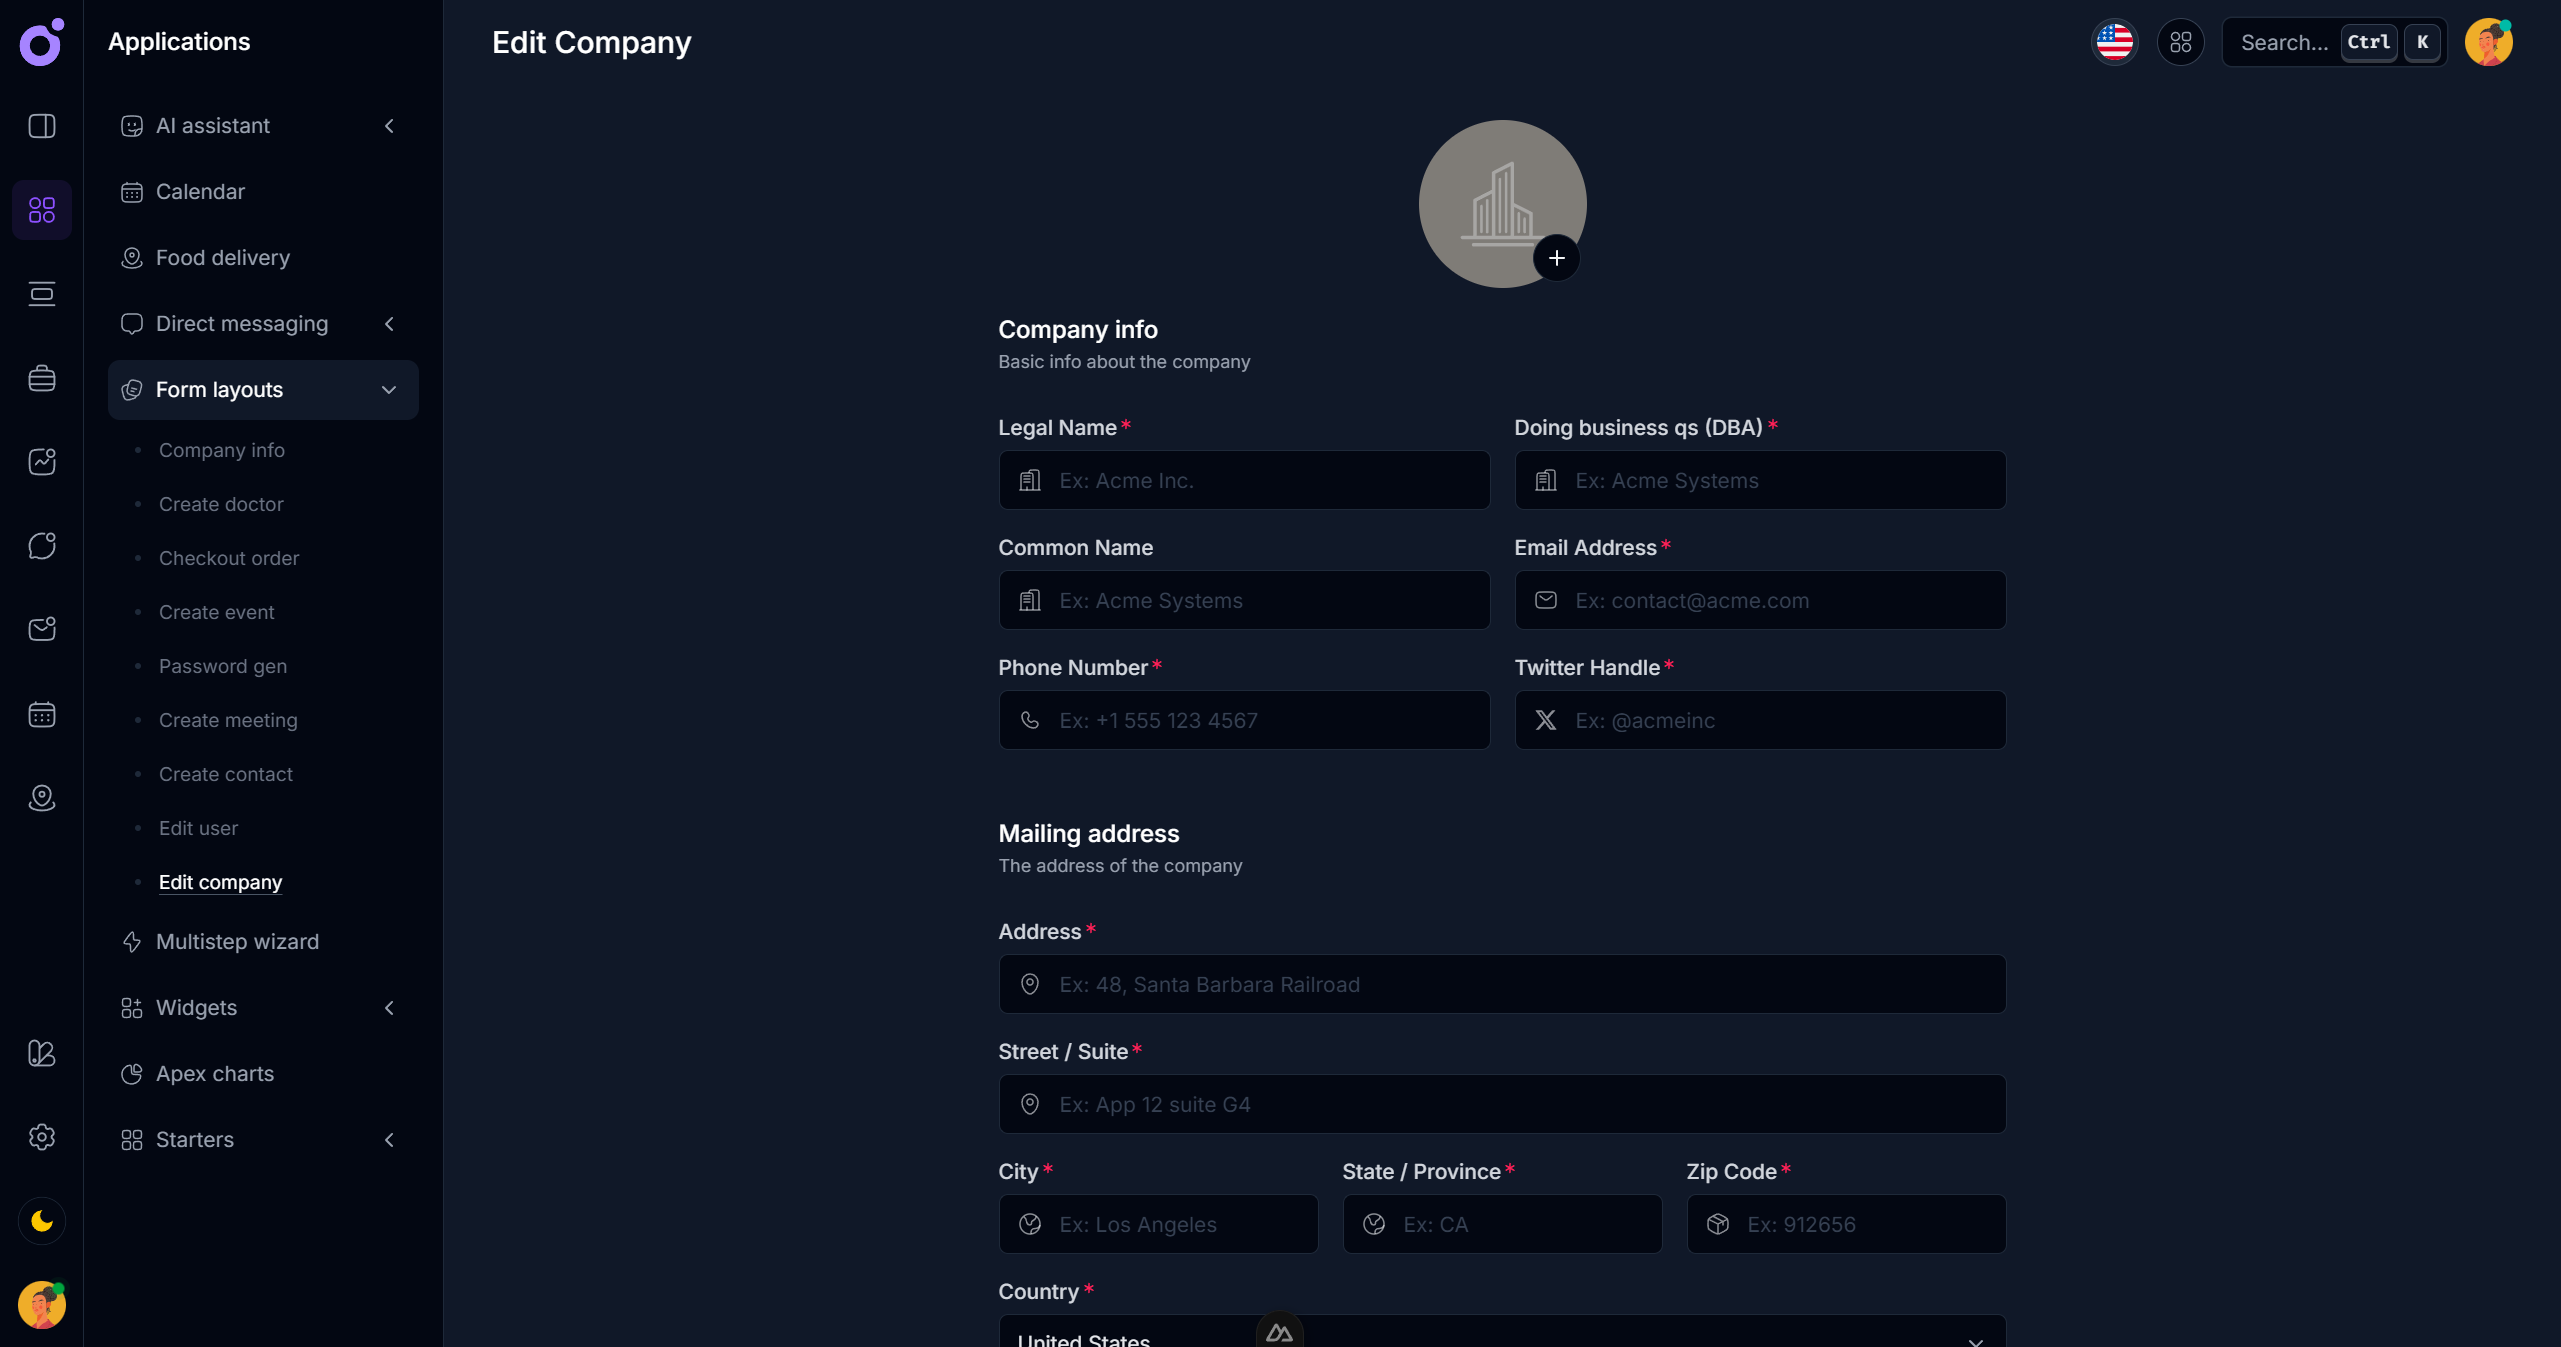 Applications
AI assistant
Calendar
Food delivery
Direct messaging
Form layouts
Company info
Create doctor
Checkout order
Create event
Password gen
Create meeting
Create contact
Edit user
Edit company
Multistep wizard
Widgets
Apex charts
Starters
Edit Company
Search... Ctrl K
Company info
Basic info about the company
Legal Name* Doing business qs (DBA)*
Ex: Acme Inc. Ex: Acme Systems
Common Name Email Address*
Ex: Acme Systems Ex: contact@acme.com
Phone Number* Twitter Handle*
Ex: +1 555 123 4567 Ex: @acmeinc
Mailing address
The address of the company
Address*
Ex: 48, Santa Barbara Railroad
Street / Suite*
Ex: App 12 suite G4
City* State / Province* Zip Code*
Ex: Los Angeles Ex: CA Ex: 912656
Country*
United States